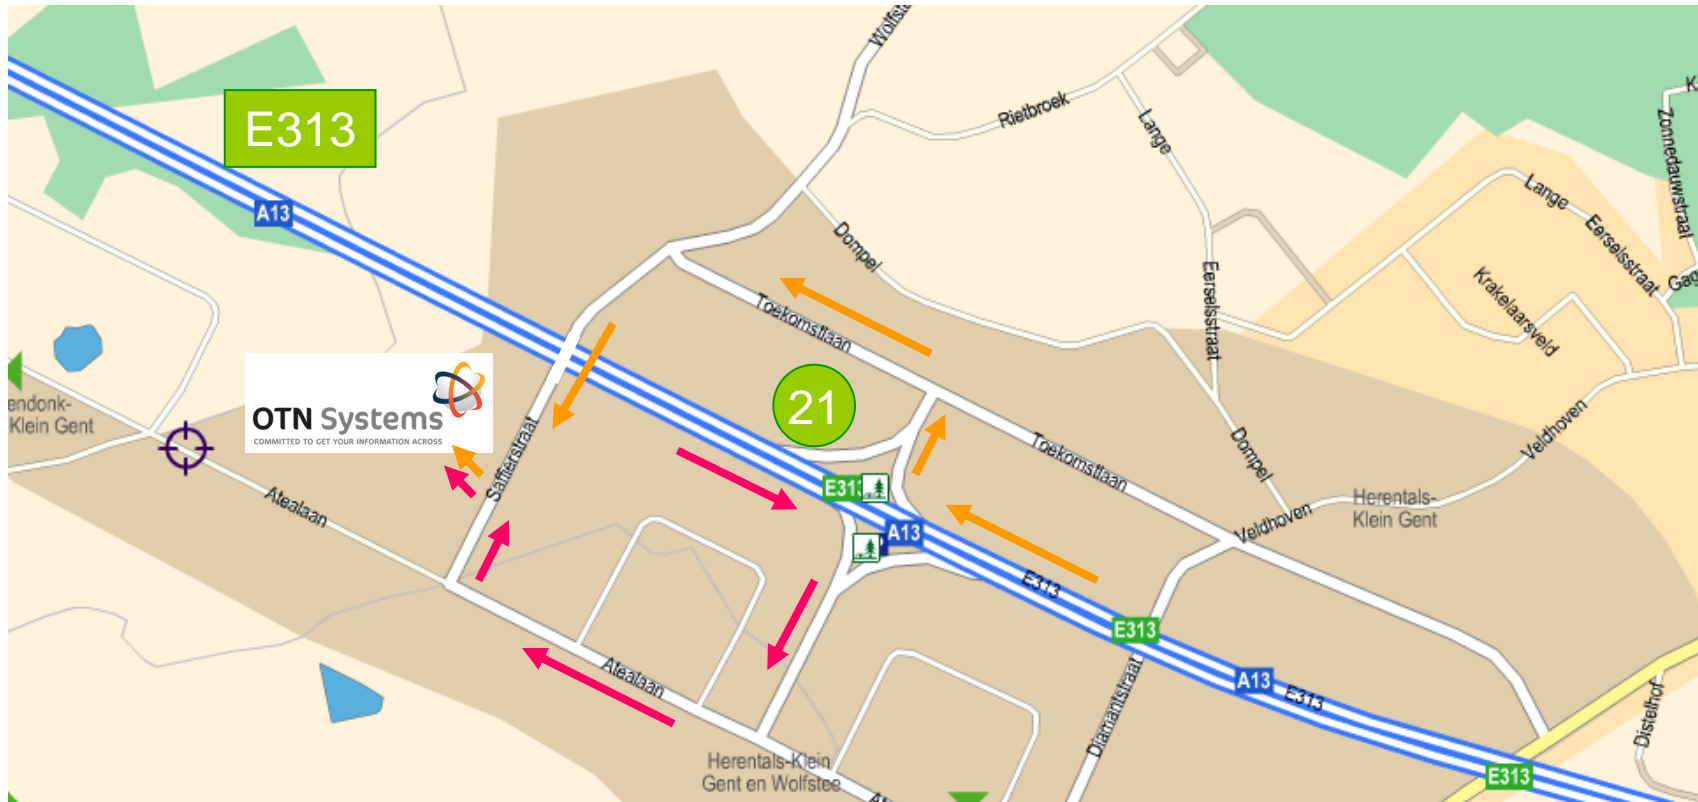 Wolfst
E313
Rietbroek
Lange
Zonnedauwstraat
A13
Lange
Dompel
Eerselsstraat
Eerselsstraat
Krakelaarsveld
Toekomstlaan
endonk-
Klein Gent
OTN Systems
COMMITTED TO GET YOUR INFORMATION ACROSS
21
Saffierstraat
Toekomstlaan
Dompel
Veldhoven
E313
Atealaan
Herentals-
Klein Gent
Veldhoven
A13
E313
E313
Atealaan
A13
E313
Diamantstraat
Distelhof
Herentals-Klein
Gent en Wolfstee
E313